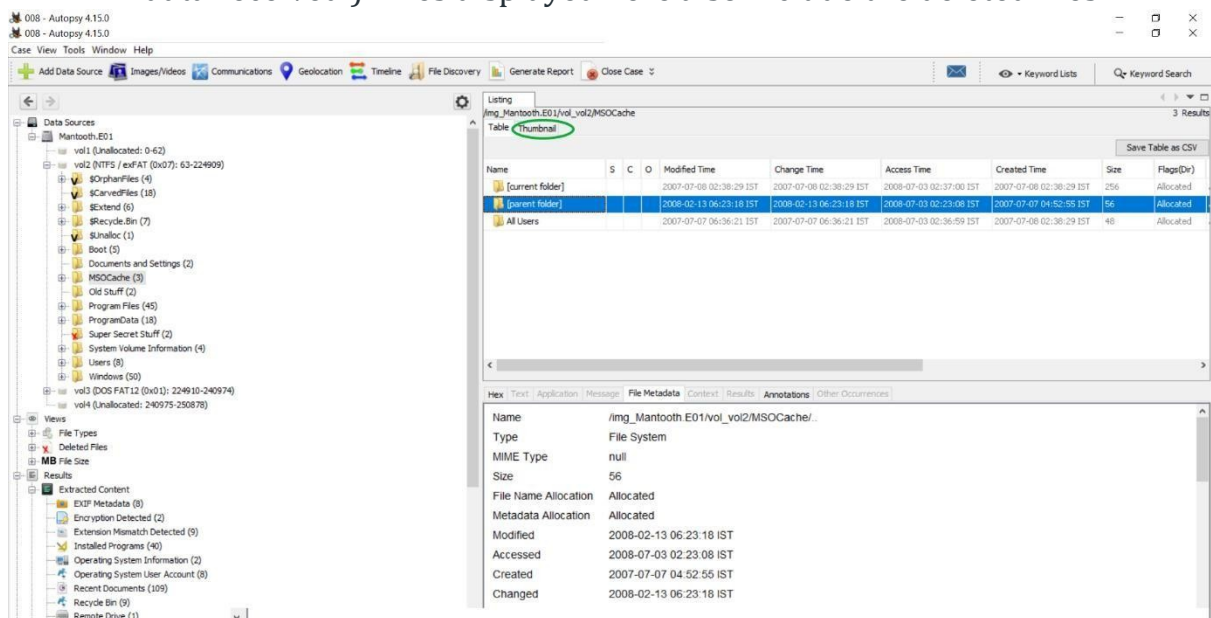 008 - Autopsy 4.15.0
008 - Autopsy 4.15.0
Case View Tools Window Help
Add Data Source Images/Videos Communications Geolocation Timeline File Discovery Generate Report Close Case Keyword Lists Keyword Search
Data Sources
Mantooth.E01
vol1 (Unallocated: 0-62)
vol2 (NTFS / exFAT (0x07): 63-224909)
$OrphanFiles (4)
$CarvedFiles (18)
$Extend (6)
$Recycle.Bin (7)
$Unalloc (1)
Boot (5)
Documents and Settings (2)
MSOCache (3)
Old Stuff (2)
Program Files (45)
ProgramData (18)
Super Secret Stuff (2)
System Volume Information (4)
Users (8)
Windows (50)
vol3 (DOS FAT12 (0x01): 224910-240974)
vol4 (Unallocated: 240975-250878)
Views
File Types
Deleted Files
MB File Size
Results
Extracted Content
EXIF Metadata (8)
Encryption Detected (2)
Extension Mismatch Detected (9)
Installed Programs (40)
Operating System Information (2)
Operating System User Account (8)
Recent Documents (109)
Recycle Bin (9)
Remote Drive (1)
Listing
/img_Mantooth.E01/vol_vol2/MSOCache 3 Results
Table Thumbnail
Save Table as CSV
Name S C O Modified Time Change Time Access Time Created Time Size Flags(Dir)
[current folder] 2007-07-08 02:38:29 IST 2007-07-08 02:38:29 IST 2008-07-03 02:37:00 IST 2007-07-08 02:38:29 IST 256 Allocated
[parent folder] 2008-02-13 06:23:18 IST 2008-02-13 06:23:18 IST 2008-07-03 02:23:08 IST 2007-07-07 04:52:55 IST 56 Allocated
All Users 2007-07-07 06:36:21 IST 2007-07-07 06:36:21 IST 2008-07-03 02:36:59 IST 2007-07-08 02:38:29 IST 48 Allocated
Hex Text Application Message File Metadata Context Results Annotations Other Occurrences
Name /img_Mantooth.E01/vol_vol2/MSOCache/..
Type File System
MIME Type null
Size 56
File Name Allocation Allocated
Metadata Allocation Allocated
Modified 2008-02-13 06:23:18 IST
Accessed 2008-07-03 02:23:08 IST
Created 2007-07-07 04:52:55 IST
Changed 2008-02-13 06:23:18 IST